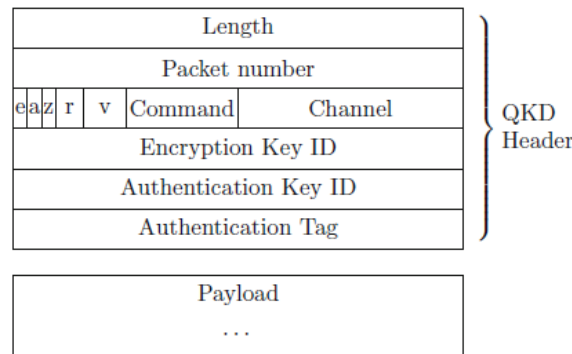 Length
Packet number
e a z r v Command Channel
Encryption Key ID
Authentication Key ID
Authentication Tag
QKD
Header
Payload
...